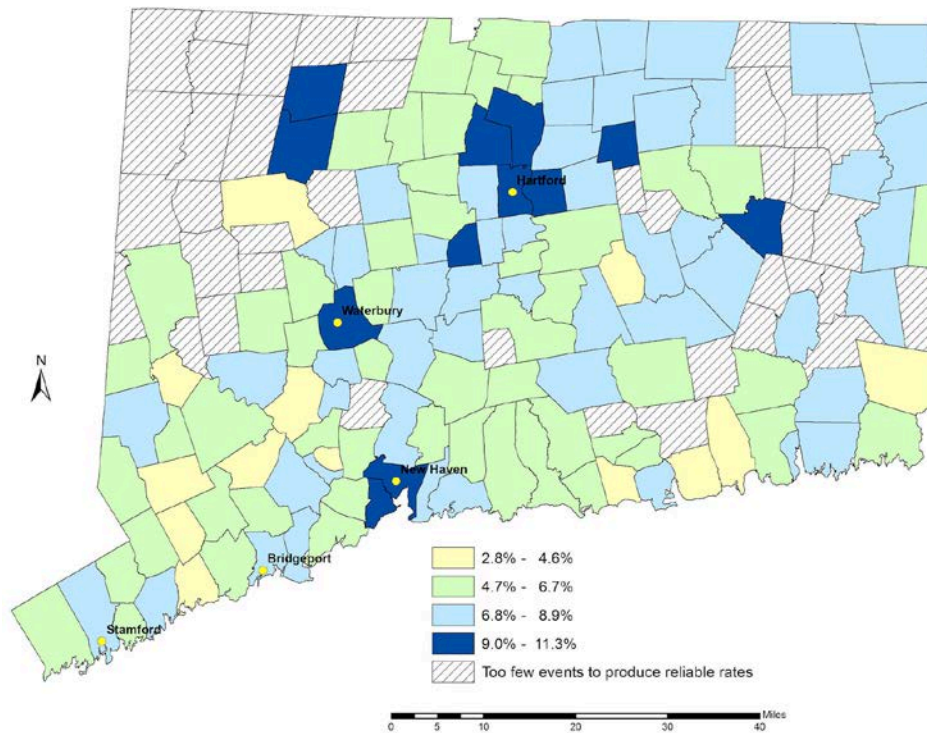 Hartford
Waterbury
N
New Haven
Bridgeport
Stamford
2.8% - 4.6%
4.7% - 6.7%
6.8% - 8.9%
9.0% - 11.3%
Too few events to produce reliable rates
Miles
0 5 10 20 30 40